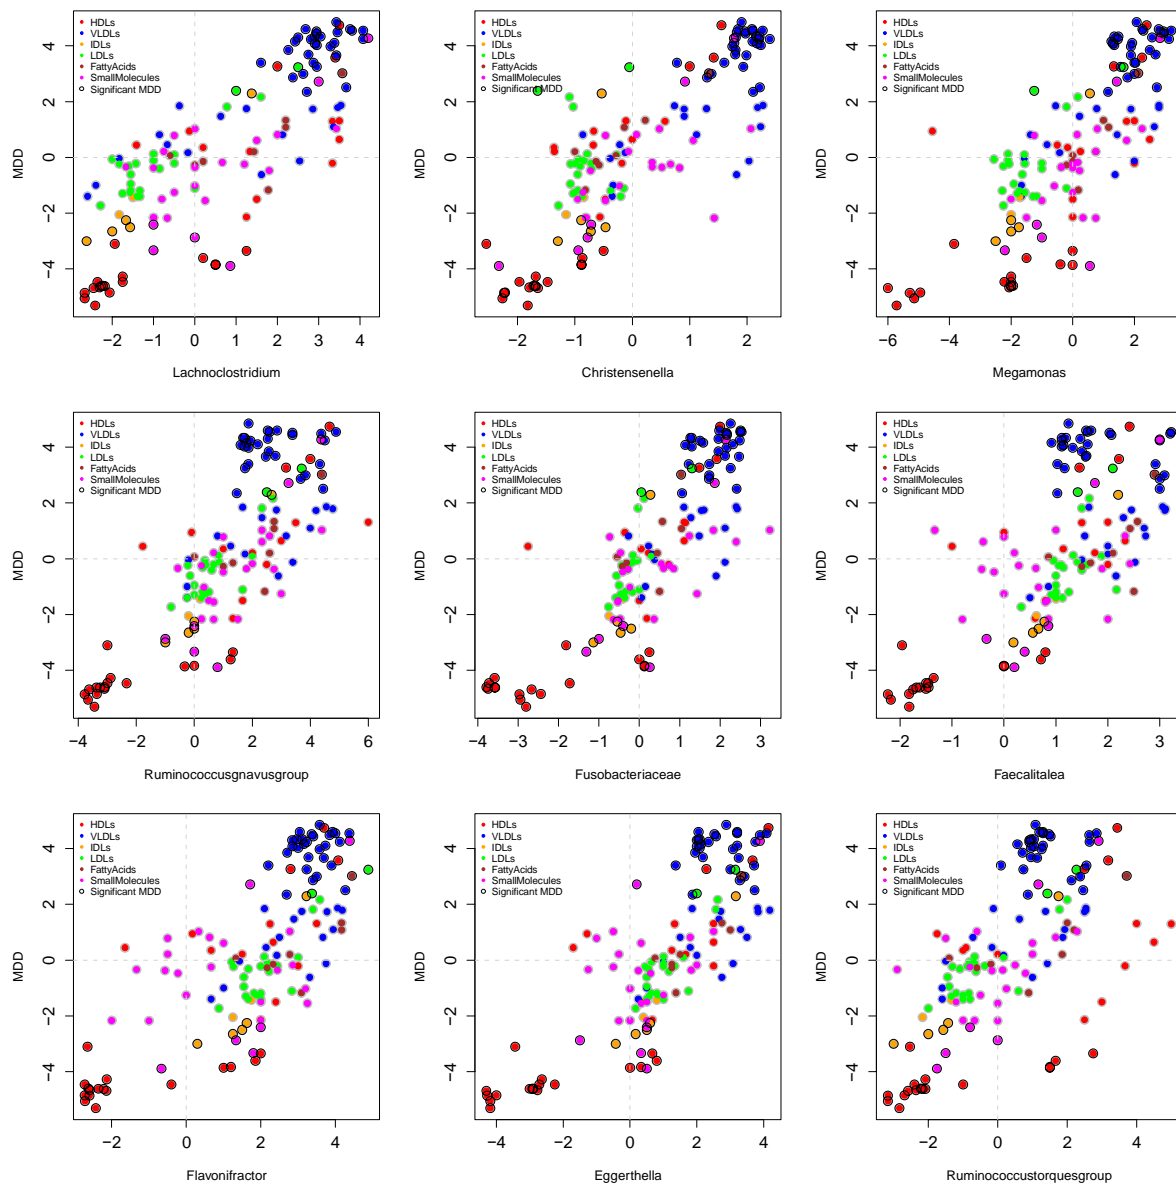 HDLs
VLDLs
IDLs
LDLs
FattyAcids
SmallMolecules
Significant MDD
MDD
−4 −2 0 2 4
−2 −1 0 1 2 3 4
Lachnoclostridium
HDLs
VLDLs
IDLs
LDLs
FattyAcids
SmallMolecules
Significant MDD
MDD
−4 −2 0 2 4
−2 −1 0 1 2
Christensenella
HDLs
VLDLs
IDLs
LDLs
FattyAcids
SmallMolecules
Significant MDD
MDD
−4 −2 0 2 4
−6 −4 −2 0 2
Megamonas
HDLs
VLDLs
IDLs
LDLs
FattyAcids
SmallMolecules
Significant MDD
MDD
−4 −2 0 2 4
−4 −2 0 2 4 6
Ruminococcusgnavusgroup
HDLs
VLDLs
IDLs
LDLs
FattyAcids
SmallMolecules
Significant MDD
MDD
−4 −2 0 2 4
−4 −3 −2 −1 0 1 2 3
Fusobacteriaceae
HDLs
VLDLs
IDLs
LDLs
FattyAcids
SmallMolecules
Significant MDD
MDD
−4 −2 0 2 4
−2 −1 0 1 2 3
Faecalitalea
HDLs
VLDLs
IDLs
LDLs
FattyAcids
SmallMolecules
Significant MDD
MDD
−4 −2 0 2 4
−2 0 2 4
Flavonifractor
HDLs
VLDLs
IDLs
LDLs
FattyAcids
SmallMolecules
Significant MDD
MDD
−4 −2 0 2 4
−4 −2 0 2 4
Eggerthella
HDLs
VLDLs
IDLs
LDLs
FattyAcids
SmallMolecules
Significant MDD
MDD
−4 −2 0 2 4
−2 0 2 4
Ruminococcustorquesgroup